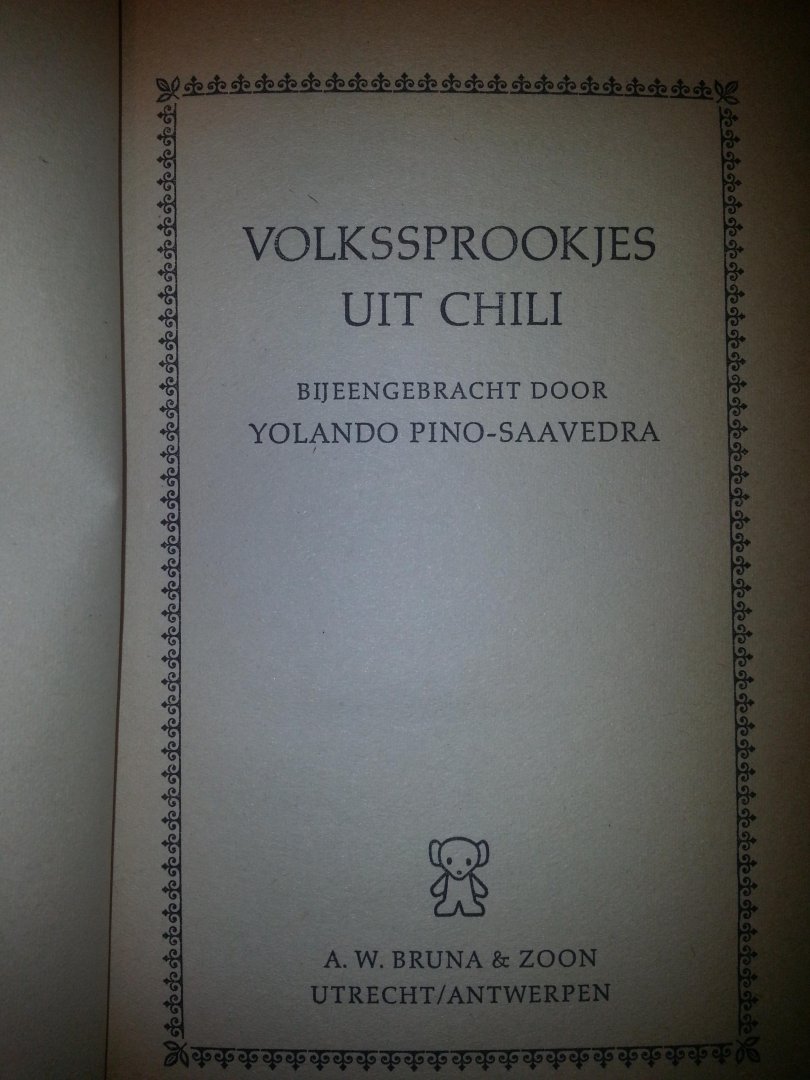 VOLKSSPROOKJES
UIT CHILI
BIJEENGEBRACHT DOOR
YOLANDO PINO-SAAVEDRA
A. W. BRUNA & ZOON
UTRECHT/ANTWERPEN